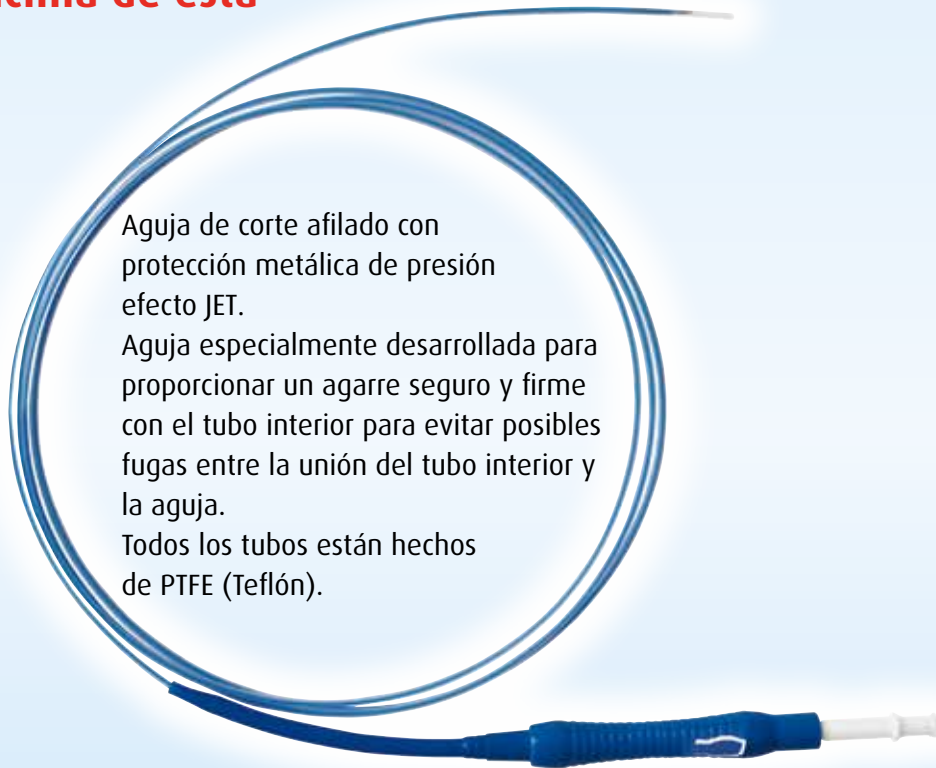 de esta
Aguja de corte afilado con
protección metálica de presión
efecto JET.
Aguja especialmente desarrollada para
proporcionar un agarre seguro y firme
con el tubo interior para evitar posibles
fugas entre la unión del tubo interior y
la aguja.
Todos los tubos están hechos
de PTFE (Teflón).